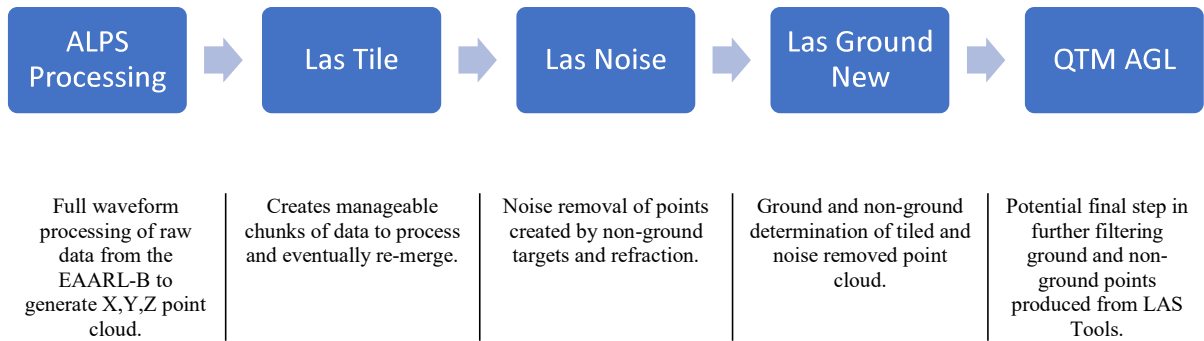 ALPS
Processing
Las Tile
Las Noise
Las Ground
New
QTM AGL
Full waveform
processing of raw
data from the
EAARL-B to
generate X,Y,Z point
cloud.
Creates manageable
chunks of data to process
and eventually re-merge.
Noise removal of points
created by non-ground
targets and refraction.
Ground and non-ground
determination of tiled and
noise removed point
cloud.
Potential final step in
further filtering
ground and non-
ground points
produced from LAS
Tools.